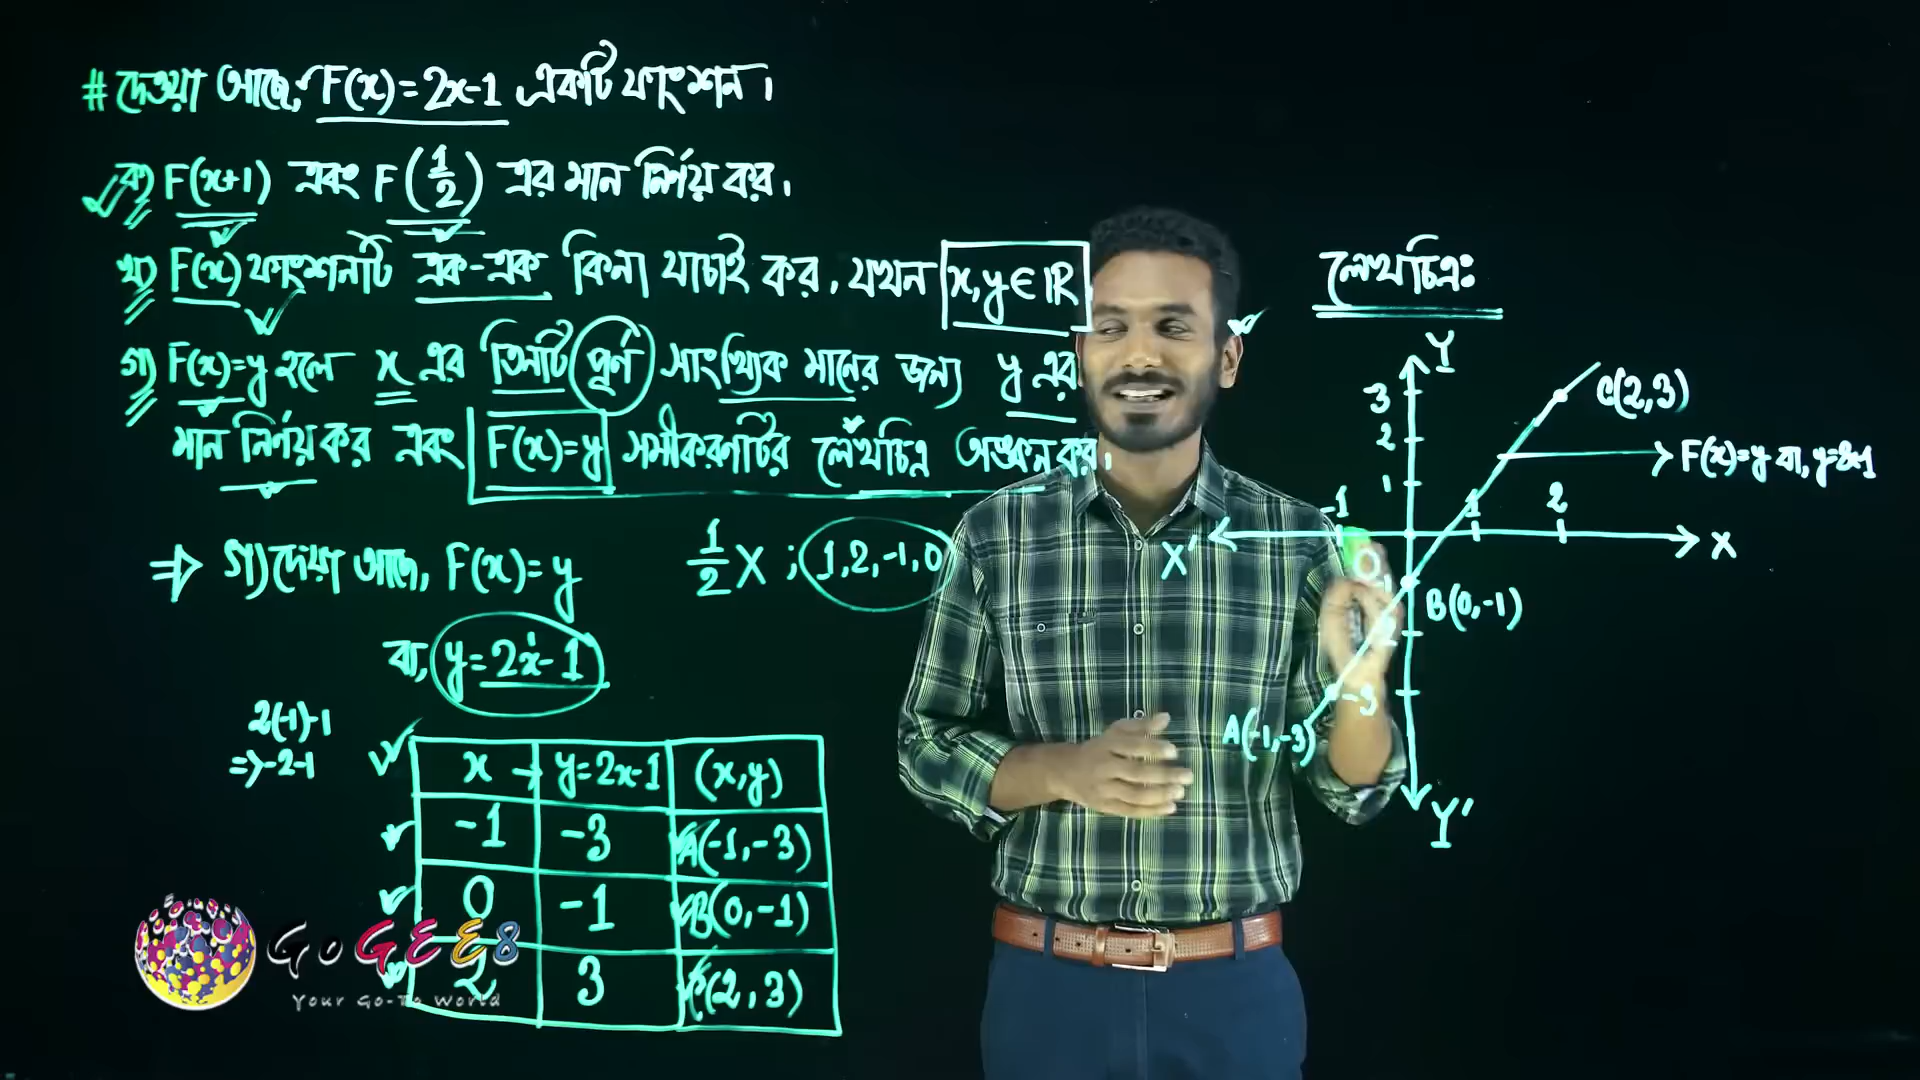 # দেওয়া আছে, F(x)=2x-1 একটি ফাংশন।
ক) F(x+1) এবং F(1/2) এর মান নির্ণয় কর।
খ) F(x) ফাংশনটি এক-এক কিনা যাচাই কর, যখন x,y∈ℝ
গ) F(x)=y হলে x এর তিনটি পূর্ণ সাংখ্যিক মানের জন্য y এর
মান নির্ণয় কর এবং F(x)=y সমীকরণটির লেখচিত্র অঙ্কন কর।
⇒ গ) দেয়া আছে, F(x)=y
1/2 X ; 1,2,-1,0
বা, y=2x-1
2(-1)-1
⇒-2-1
x → y=2x-1 (x,y)
-1 -3 A(-1,-3)
0 -1 B(0,-1)
2 3 C(2,3)
GoGEE8
Your Go-To World
লেখচিত্রঃ
Y
3
C(2,3)
2
F(x)=y বা, y=2x-1
1
-1 1 2
X' 0 X
-1
B(0,-1)
-2
-3
A(-1,-3)
Y'